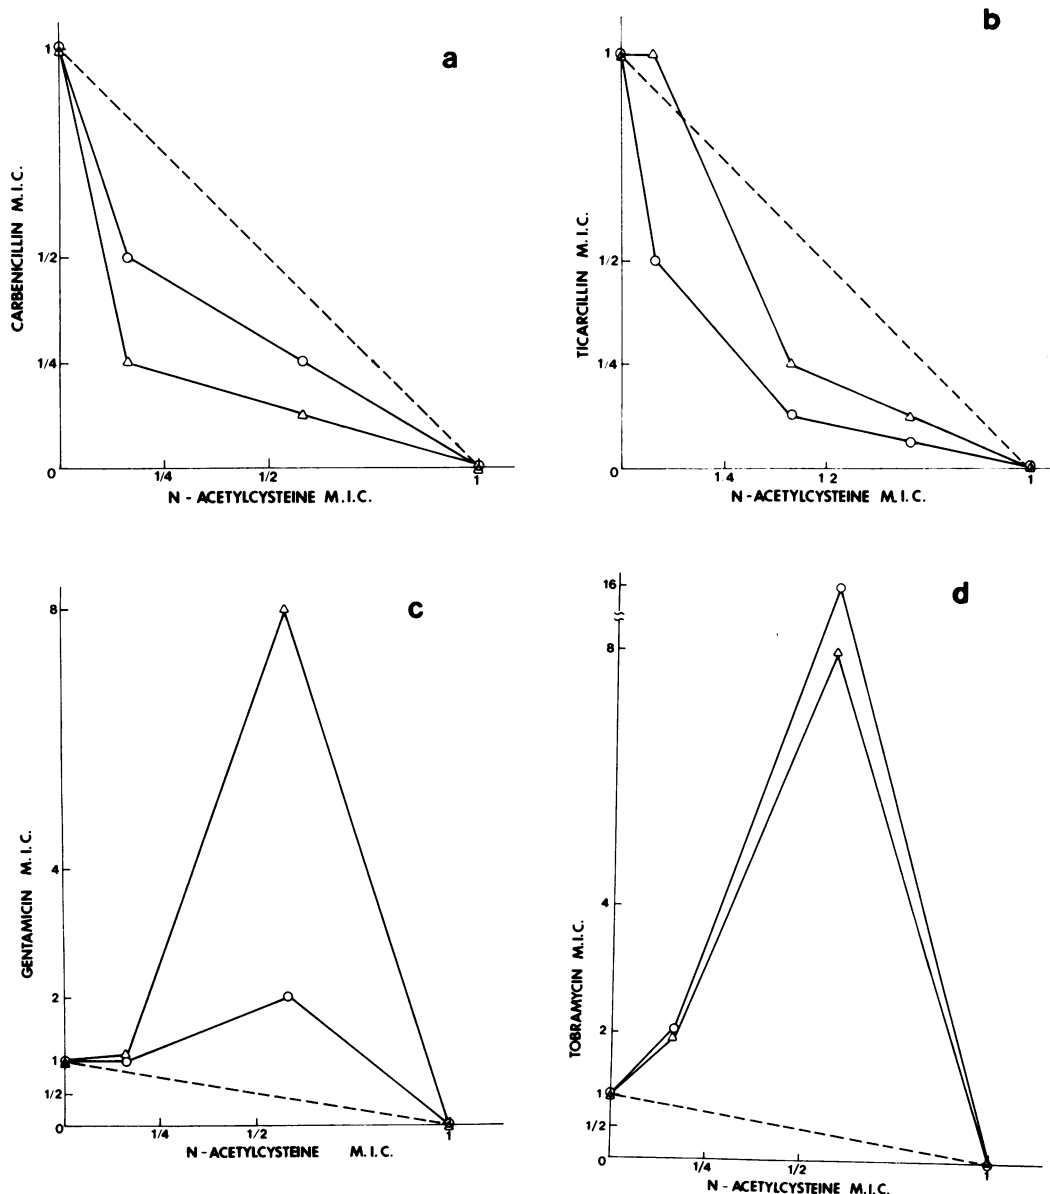 a
CARBENICILLIN M.I.C.
1
1/2
1/4
0
1/4 1/2 1
N - ACETYLCYSTEINE M.I.C.
b
TICARCILLIN M.I.C.
1
1/2
1/4
0
1 4 1 2 1
N - ACETYLCYSTEINE M.I.C.
c
GENTAMICIN M.I.C.
8
4
2
1
1/2
0
1/4 1/2 1
N - ACETYLCYSTEINE M.I.C.
d
TOBRAMYCIN M.I.C.
16
8
4
2
1
1/2
0
1/4 1/2 1
N - ACETYLCYSTEINE M.I.C.